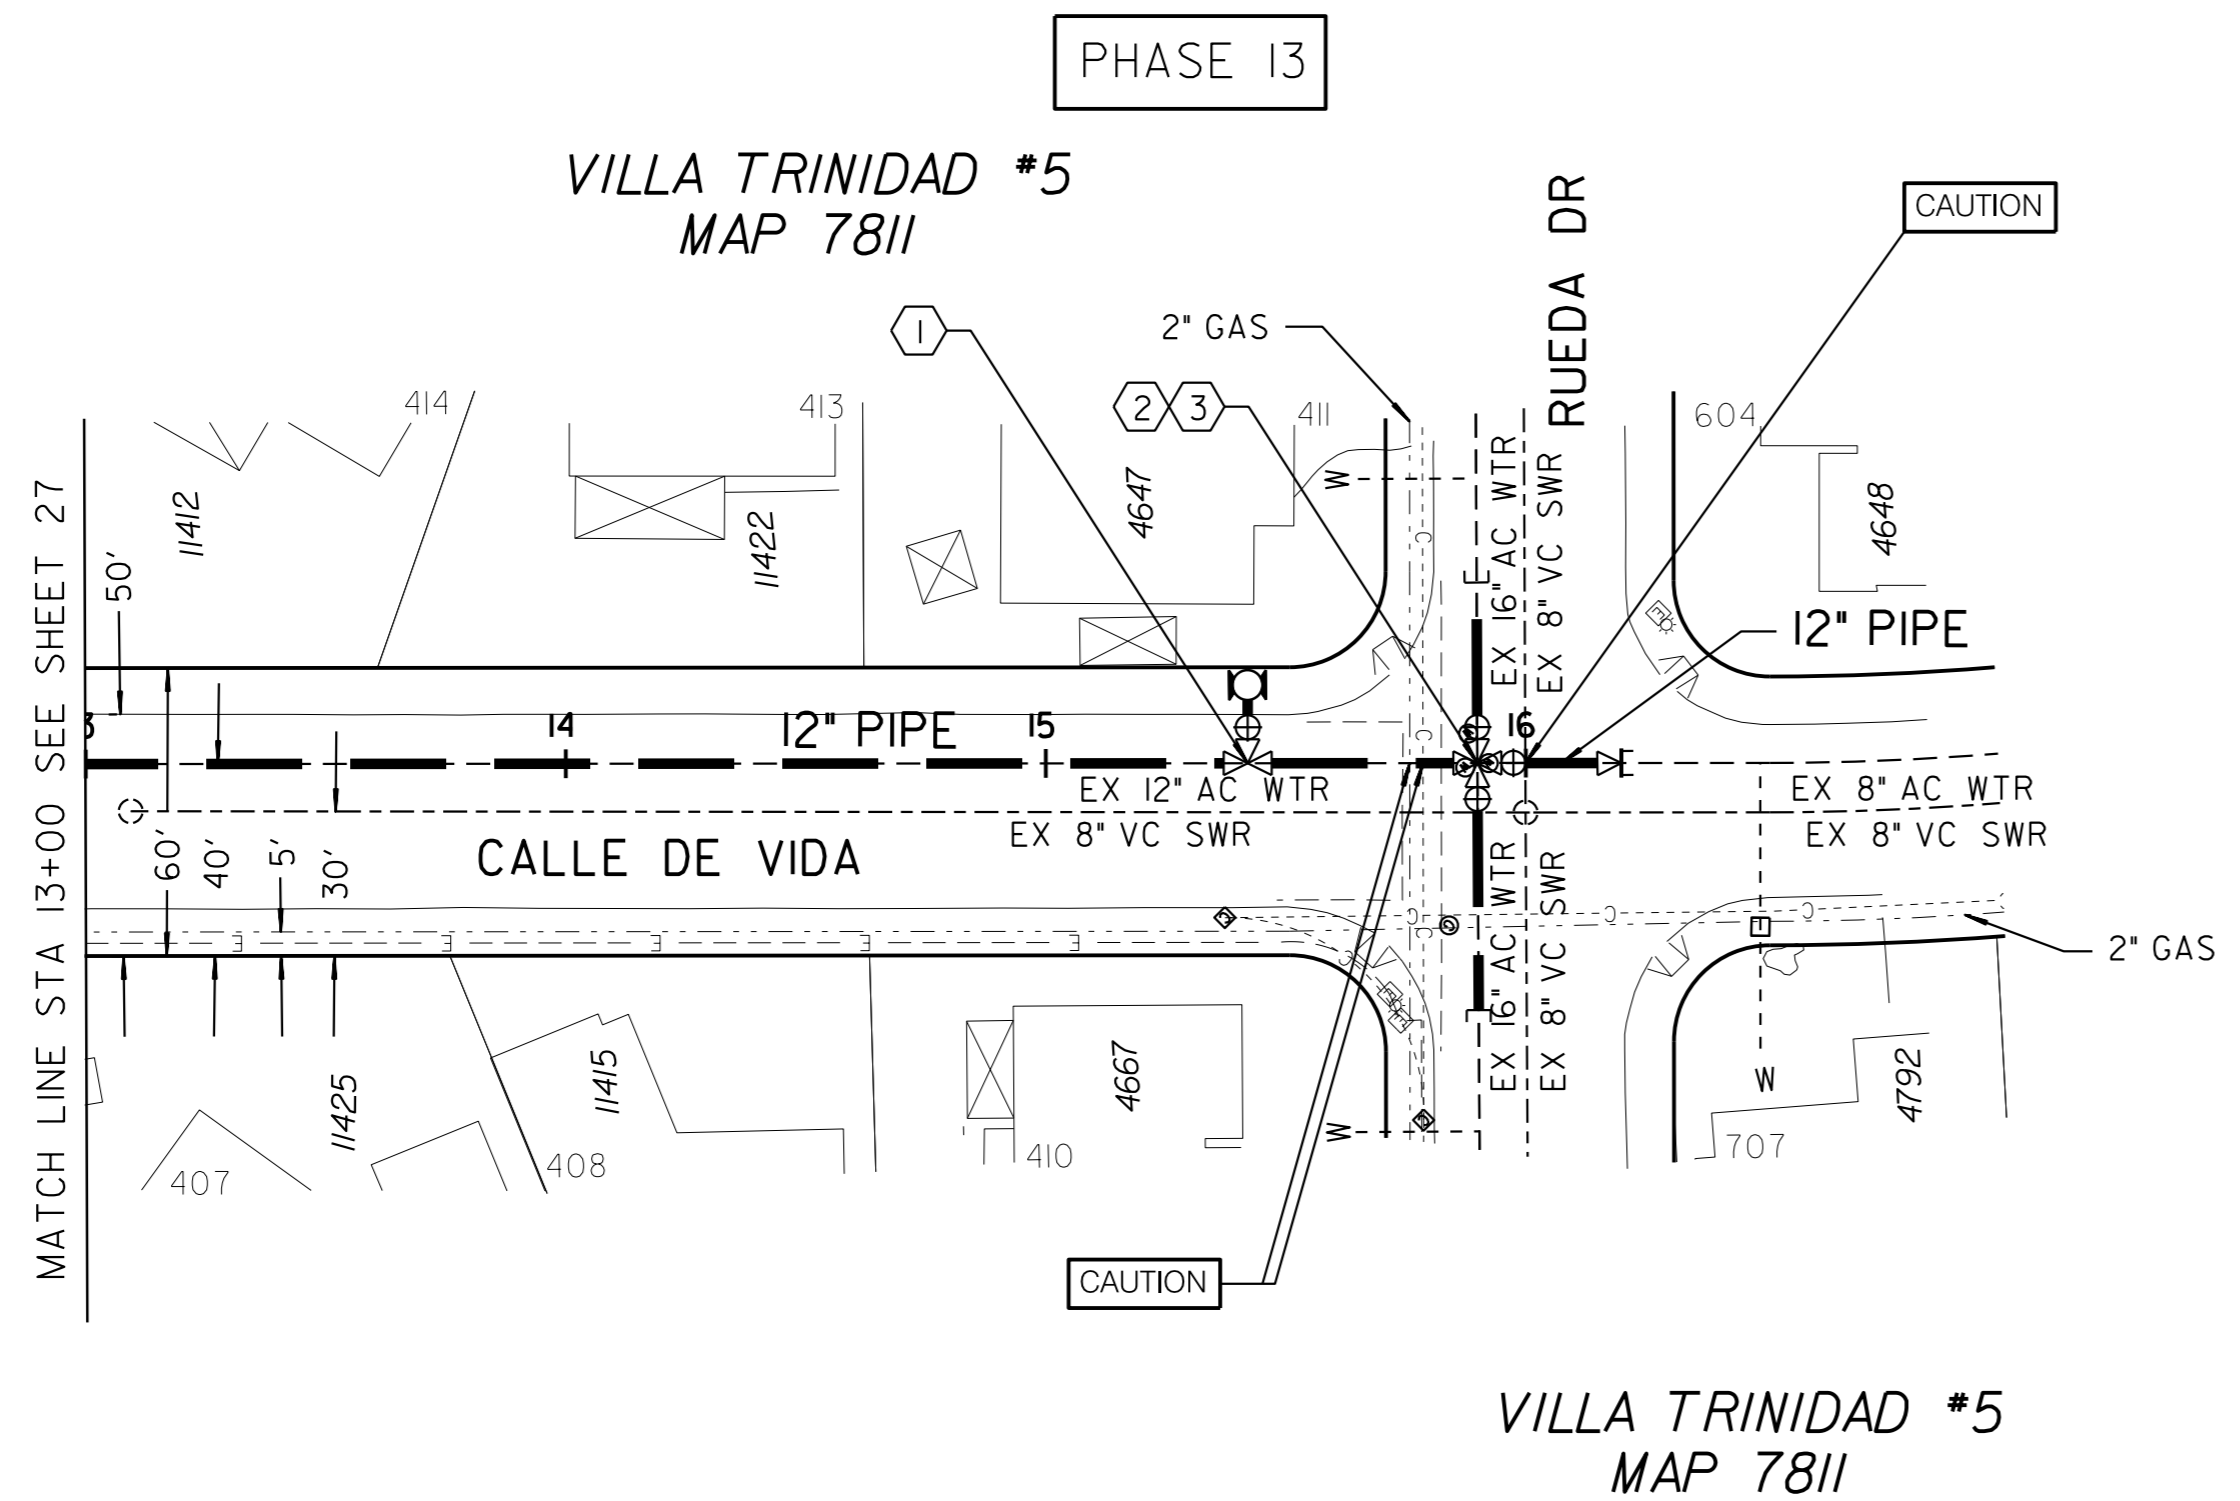 PHASE 13
VILLA TRINIDAD #5
MAP 7811
CAUTION
RUEDA DR
1
2" GAS
2 3
414
413
411
604
11412
11422
4647
4648
EX 16" AC WTR
EX 8" VC SWR
50'
12" PIPE
MATCH LINE STA 13+00 SEE SHEET 27
3
14
12" PIPE
15
16
EX 12" AC WTR
EX 8" AC WTR
EX 8" VC SWR
EX 8" VC SWR
CALLE DE VIDA
60'
40'
5'
30'
W
C
C
C
C
C
C
C
G
E
E
E
2" GAS
EX 16" AC WTR
EX 8" VC SWR
11425
11415
4667
4792
W
W
407
408
410
707
CAUTION
VILLA TRINIDAD #5
MAP 7811